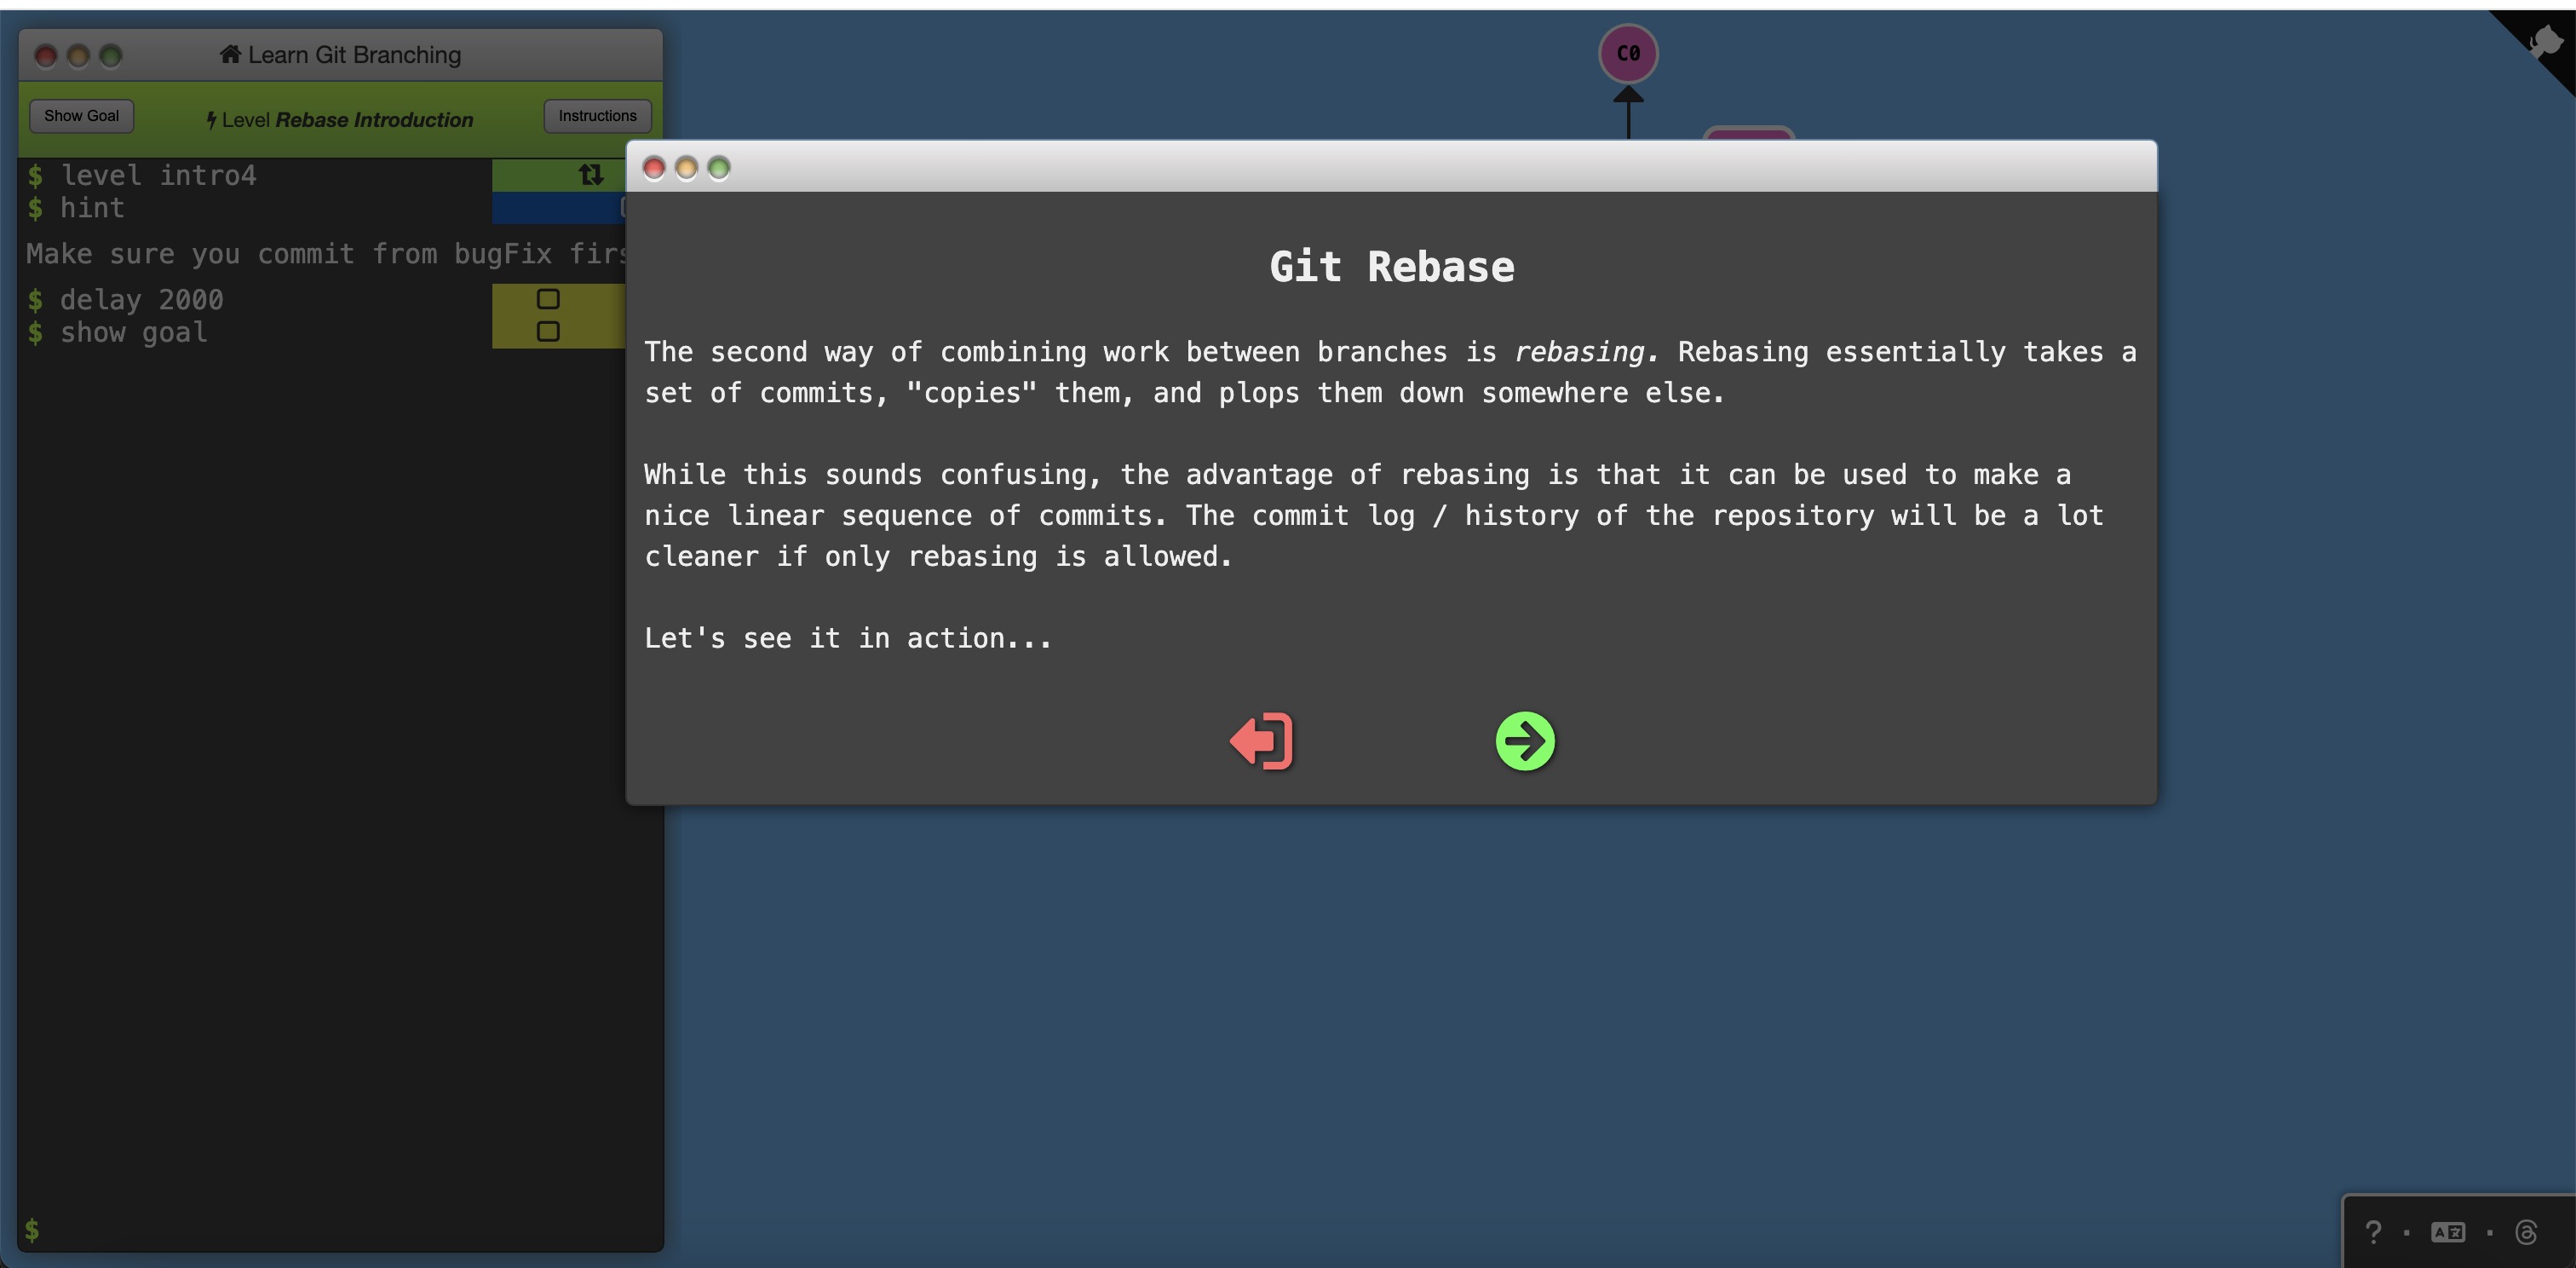 Learn Git Branching
Show Goal
Level Rebase Introduction
Instructions
$ level intro4
$ hint
Make sure you commit from bugFix
$ delay 2000
$ show goal
$
C0
Git Rebase
The second way of combining work between branches is rebasing. Rebasing essentially takes a
set of commits, "copies" them, and plops them down somewhere else.
While this sounds confusing, the advantage of rebasing is that it can be used to make a
nice linear sequence of commits. The commit log / history of the repository will be a lot
cleaner if only rebasing is allowed.
Let's see it in action...
?